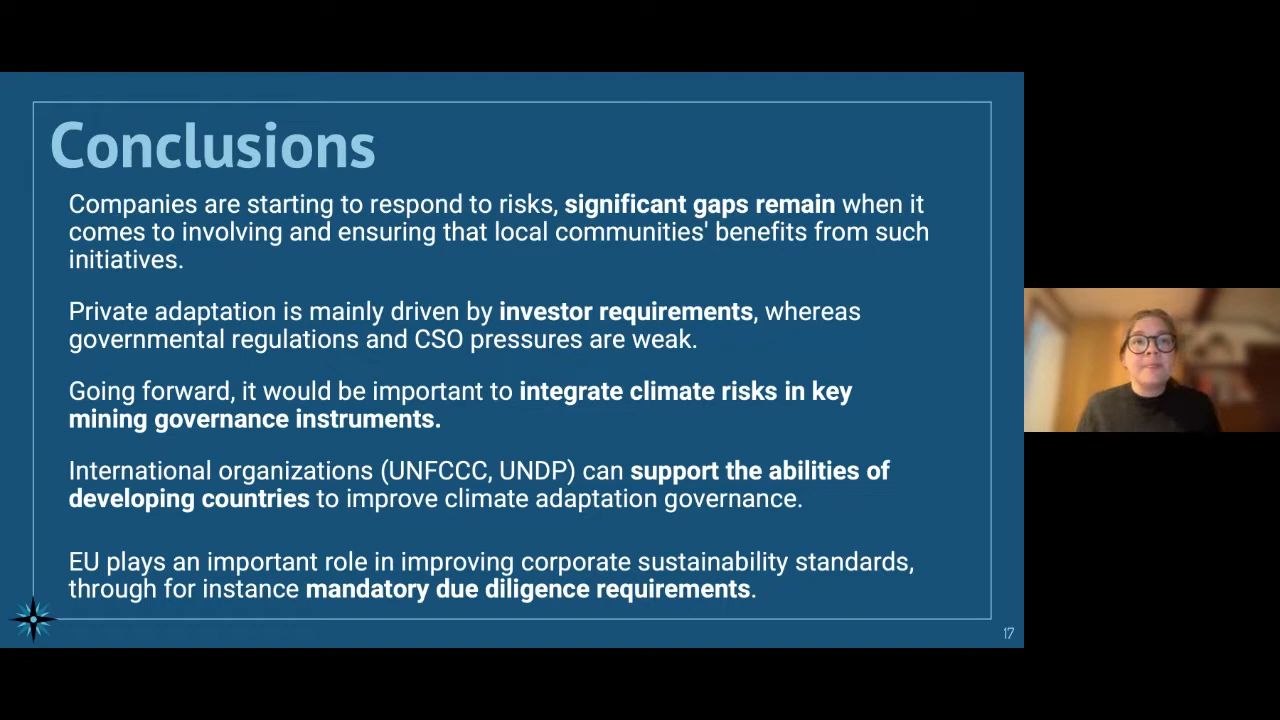 Conclusions
Companies are starting to respond to risks, significant gaps remain when it
comes to involving and ensuring that local communities' benefits from such
initiatives.
Private adaptation is mainly driven by investor requirements, whereas
governmental regulations and CSO pressures are weak.
Going forward, it would be important to integrate climate risks in key
mining governance instruments.
International organizations (UNFCCC, UNDP) can support the abilities of
developing countries to improve climate adaptation governance.
EU plays an important role in improving corporate sustainability standards,
through for instance mandatory due diligence requirements.
17